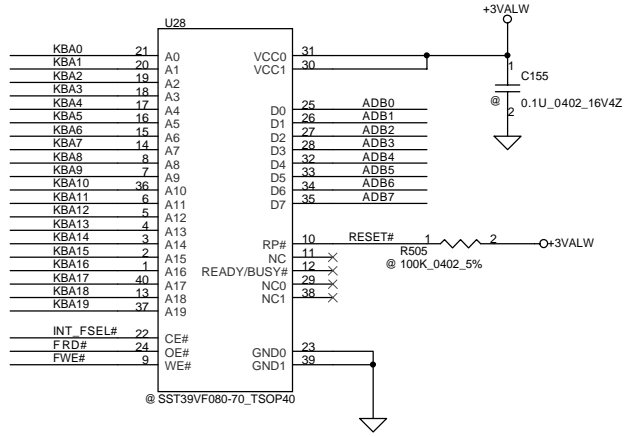 U28
+3VALW
KBA0 21 A0 VCC0 31
KBA1 20 A1 VCC1 30
KBA2 19 A2
KBA3 18 A3
KBA4 17 A4 D0 25 ADB0
KBA5 16 A5 D1 26 ADB1
KBA6 15 A6 D2 27 ADB2
KBA7 14 A7 D3 28 ADB3
KBA8 8 A8 D4 32 ADB4
KBA9 7 A9 D5 33 ADB5
KBA10 36 A10 D6 34 ADB6
KBA11 6 A11 D7 35 ADB7
KBA12 5 A12
KBA13 4 A13
KBA14 3 A14 RP# 10 RESET# 1 2 +3VALW
KBA15 2 A15 NC 11 R505
KBA16 1 A16 READY/BUSY# 12 @ 100K_0402_5%
KBA17 40 A17 NC0 29
KBA18 13 A18 NC1 38
KBA19 37 A19
INT_FSEL# 22 CE#
FRD# 24 OE# GND0 23
FWE# 9 WE# GND1 39
@ SST39VF080-70_TSOP40
1
C155
@ 0.1U_0402_16V4Z
2